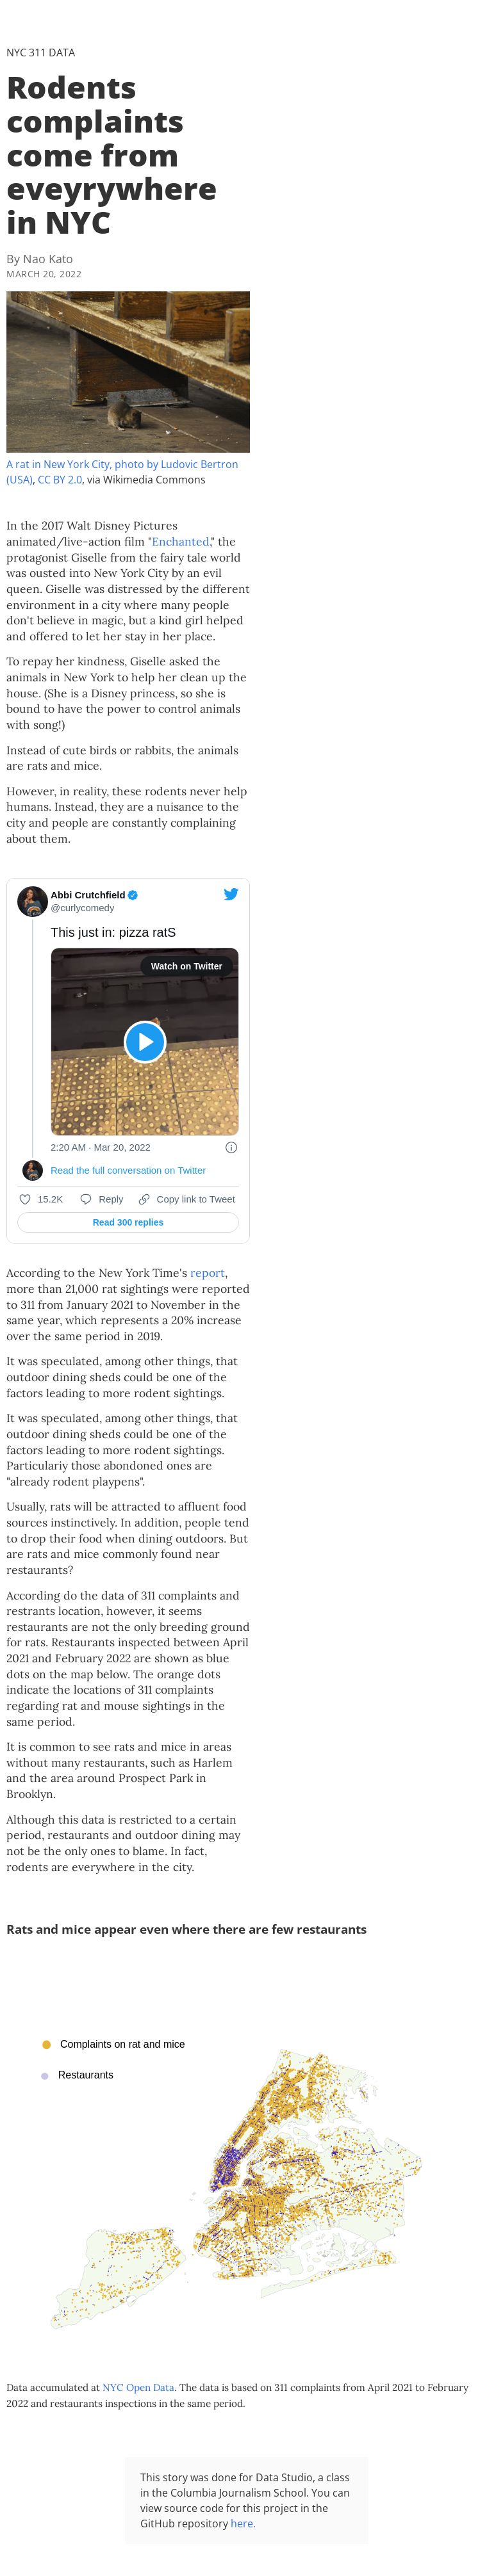 NYC 311 DATA
Rodents
complaints
come from
eveyrywhere
in NYC
By Nao Kato
MARCH 20, 2022
A rat in New York City, photo by Ludovic Bertron
(USA), CC BY 2.0, via Wikimedia Commons
In the 2017 Walt Disney Pictures
animated/live-action film "Enchanted," the
protagonist Giselle from the fairy tale world
was ousted into New York City by an evil
queen. Giselle was distressed by the different
environment in a city where many people
don't believe in magic, but a kind girl helped
and offered to let her stay in her place.
To repay her kindness, Giselle asked the
animals in New York to help her clean up the
house. (She is a Disney princess, so she is
bound to have the power to control animals
with song!)
Instead of cute birds or rabbits, the animals
are rats and mice.
However, in reality, these rodents never help
humans. Instead, they are a nuisance to the
city and people are constantly complaining
about them.
Abbi Crutchfield
@curlycomedy
This just in: pizza ratS
Watch on Twitter
2:20 AM · Mar 20, 2022
Read the full conversation on Twitter
15.2K Reply Copy link to Tweet
Read 300 replies
According to the New York Time's report,
more than 21,000 rat sightings were reported
to 311 from January 2021 to November in the
same year, which represents a 20% increase
over the same period in 2019.
It was speculated, among other things, that
outdoor dining sheds could be one of the
factors leading to more rodent sightings.
It was speculated, among other things, that
outdoor dining sheds could be one of the
factors leading to more rodent sightings.
Particulariy those abondoned ones are
"already rodent playpens".
Usually, rats will be attracted to affluent food
sources instinctively. In addition, people tend
to drop their food when dining outdoors. But
are rats and mice commonly found near
restaurants?
According do the data of 311 complaints and
restrants location, however, it seems
restaurants are not the only breeding ground
for rats. Restaurants inspected between April
2021 and February 2022 are shown as blue
dots on the map below. The orange dots
indicate the locations of 311 complaints
regarding rat and mouse sightings in the
same period.
It is common to see rats and mice in areas
without many restaurants, such as Harlem
and the area around Prospect Park in
Brooklyn.
Although this data is restricted to a certain
period, restaurants and outdoor dining may
not be the only ones to blame. In fact,
rodents are everywhere in the city.
Rats and mice appear even where there are few restaurants
Complaints on rat and mice
Restaurants
Data accumulated at NYC Open Data. The data is based on 311 complaints from April 2021 to February
2022 and restaurants inspections in the same period.
This story was done for Data Studio, a class
in the Columbia Journalism School. You can
view source code for this project in the
GitHub repository here.